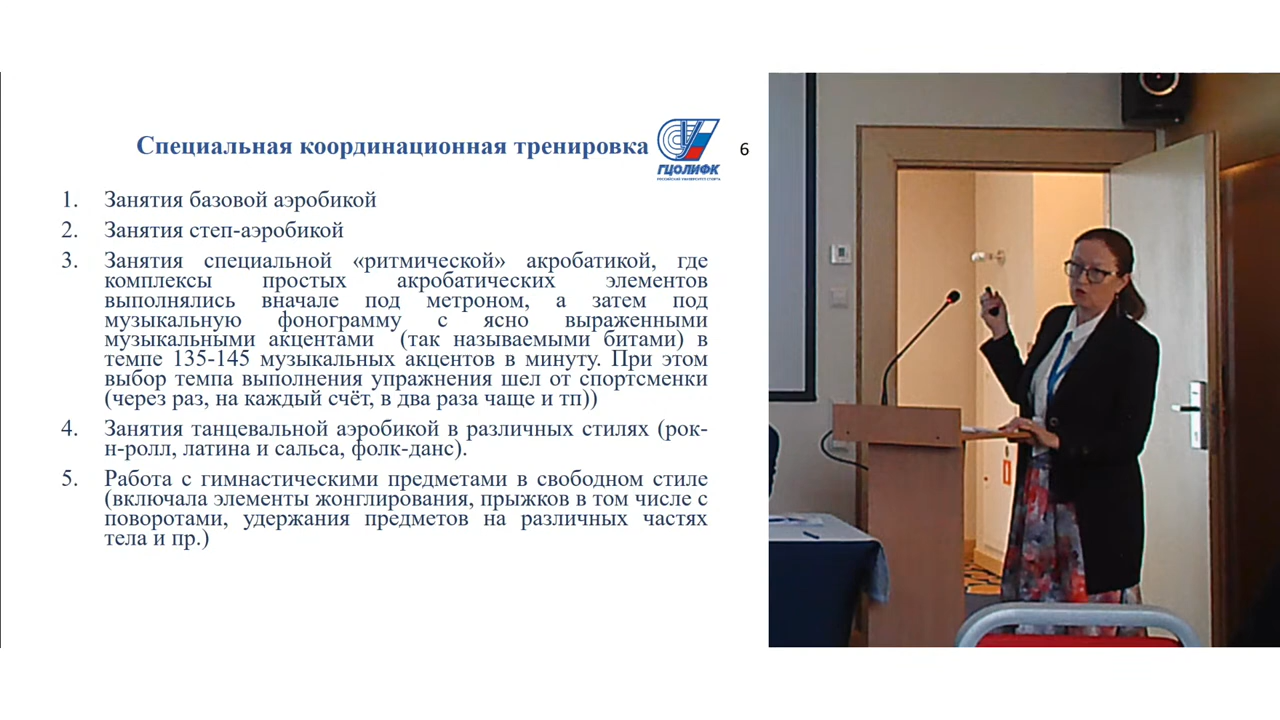 Специальная координационная тренировка
ГЦОЛИФК
6
1. Занятия базовой аэробикой
2. Занятия степ-аэробикой
3. Занятия специальной «ритмической» акробатикой, где
комплексы простых акробатических элементов
выполнялись вначале под метроном, а затем под
музыкальную фонограмму с ясно выраженными
музыкальными акцентами (так называемыми битами) в
темпе 135-145 музыкальных акцентов в минуту. При этом
выбор темпа выполнения упражнения шел от спортсменки
(через раз, на каждый счёт, в два раза чаще и тп))
4. Занятия танцевальной аэробикой в различных стилях (рок-
н-ролл, латина и сальса, фолк-данс).
5. Работа с гимнастическими предметами в свободном стиле
(включала элементы жонглирования, прыжков в том числе с
поворотами, удержания предметов на различных частях
тела и пр.)